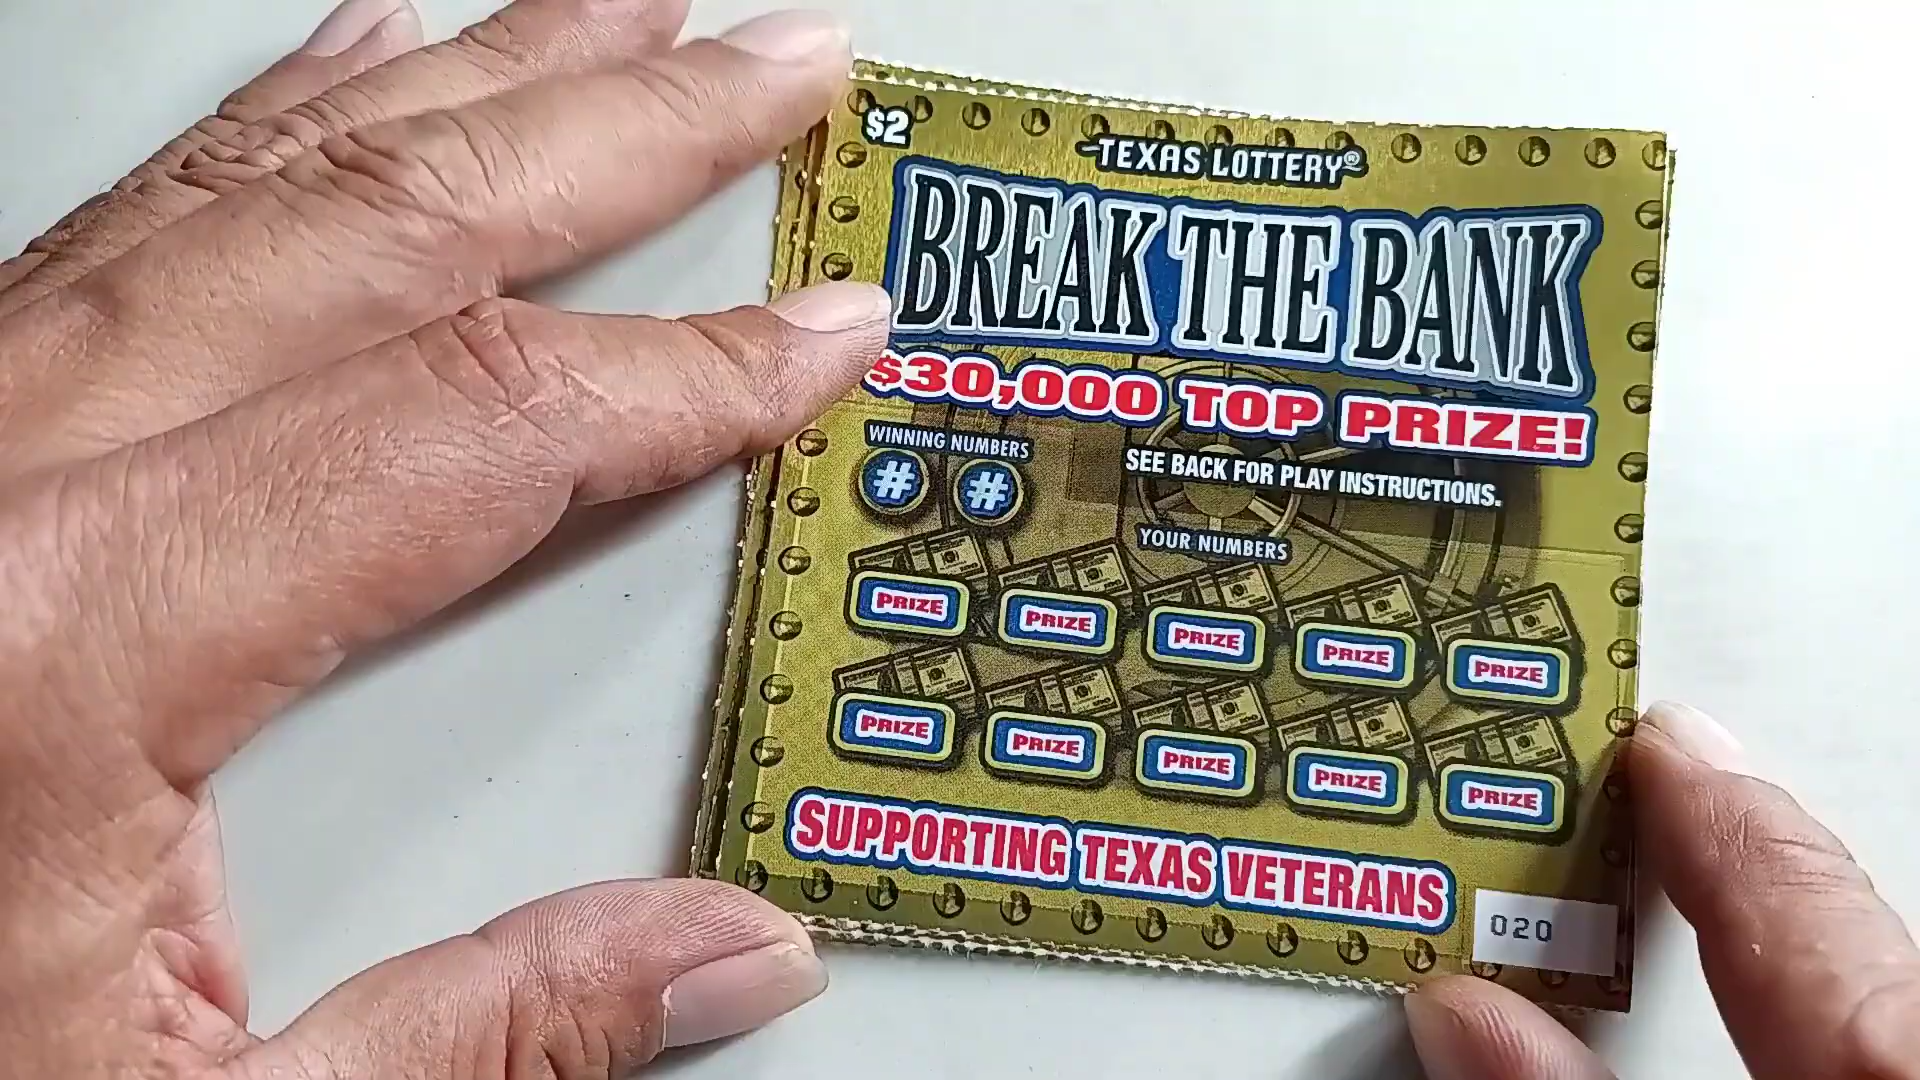 $2
TEXAS LOTTERY®
BREAK THE BANK
$30,000 TOP PRIZE!
WINNING NUMBERS
# #
SEE BACK FOR PLAY INSTRUCTIONS.
YOUR NUMBERS
PRIZE PRIZE PRIZE PRIZE PRIZE
PRIZE PRIZE PRIZE PRIZE PRIZE
SUPPORTING TEXAS VETERANS
020